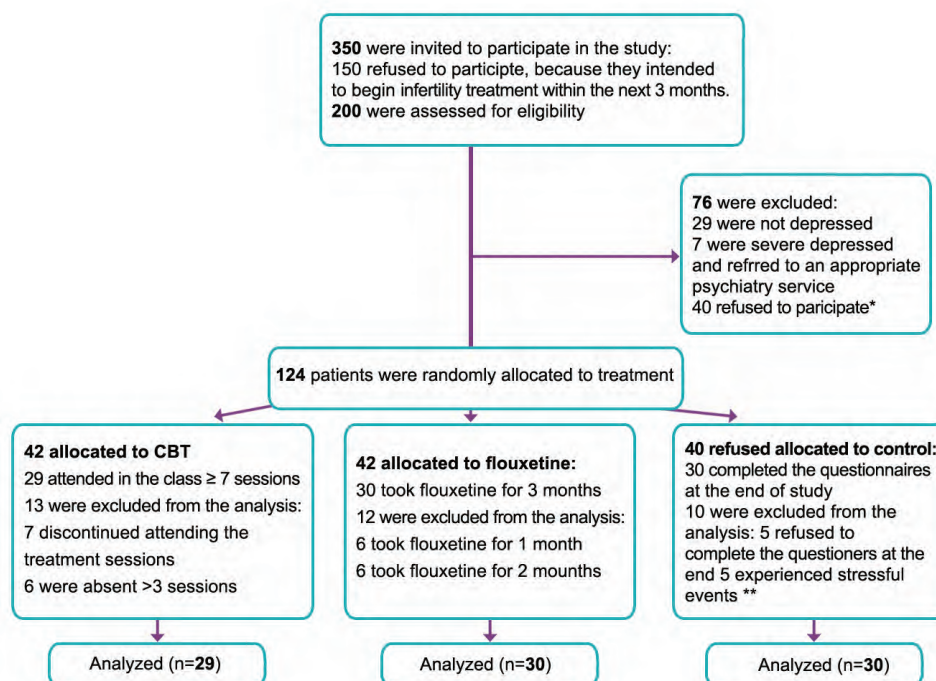 350 were invited to participate in the study:
150 refused to participte, because they intended
to begin infertility treatment within the next 3 months.
200 were assessed for eligibility
76 were excluded:
29 were not depressed
7 were severe depressed
and refrred to an appropriate
psychiatry service
40 refused to paricipate*
124 patients were randomly allocated to treatment
42 allocated to CBT
29 attended in the class ≥ 7 sessions
13 were excluded from the analysis:
7 discontinued attending the
treatment sessions
6 were absent >3 sessions
42 allocated to flouxetine:
30 took flouxetine for 3 months
12 were excluded from the analysis:
6 took flouxetine for 1 month
6 took flouxetine for 2 mounths
40 refused allocated to control:
30 completed the questionnaires
at the end of study
10 were excluded from the
analysis: 5 refused to
complete the questioners at the
end 5 experienced stressful
events **
Analyzed (n=29)
Analyzed (n=30)
Analyzed (n=30)